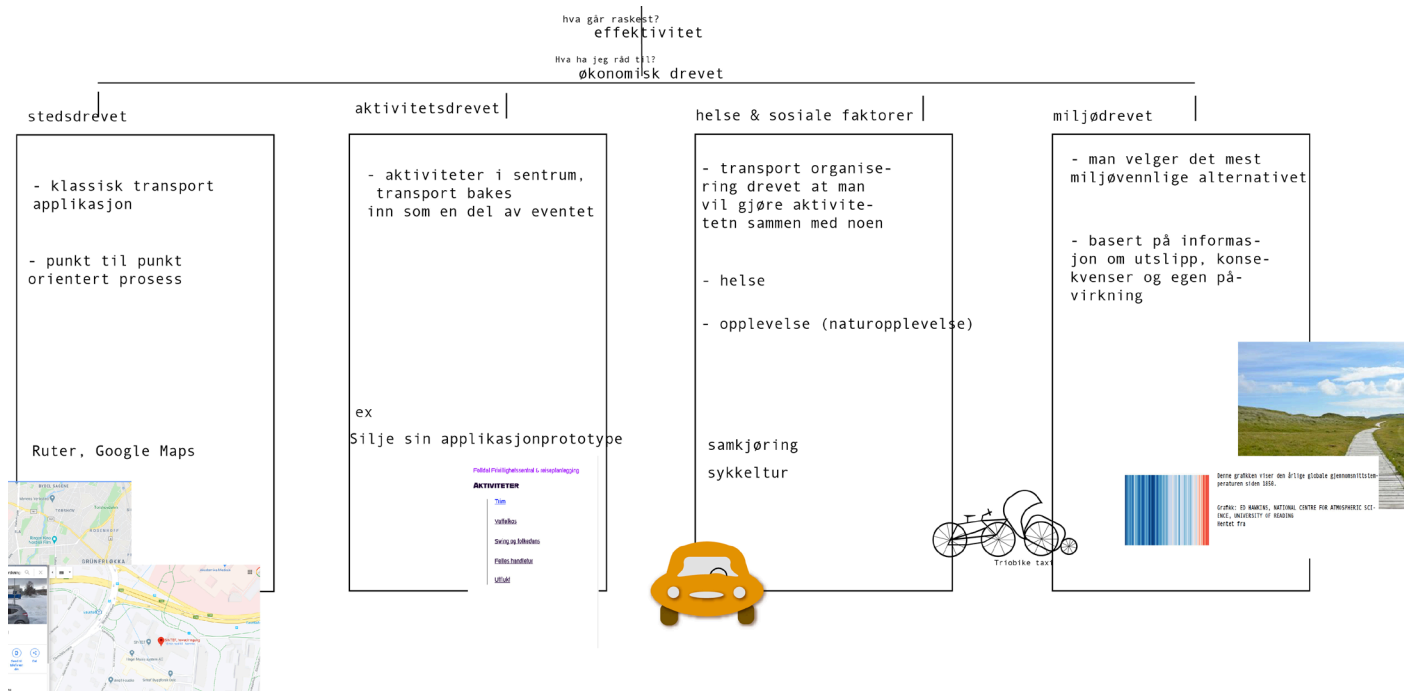 hva går raskest?
effektivitet
Hva ha jeg råd til?
økonomisk drevet
stedsdrevet
- klassisk transport
applikasjon
- punkt til punkt
orientert prosess
Ruter, Google Maps
GRÜNERLØKKA
aktivitetsdrevet
- aktiviteter i sentrum,
transport bakes
inn som en del av eventet
ex
Silje sin applikasjonprototype
Folldal Frivillighetssentral & reiseplanlegging
AKTIVITETER
Trim
Vaffelkos
Swing og folkedans
Felles handletur
Utflukt
helse & sosiale faktorer
- transport organise-
ring drevet at man
vil gjøre aktivite-
tetn sammen med noen
- helse
- opplevelse (naturopplevelse)
samkjøring
sykkeltur
Triobike taxi
miljødrevet
- man velger det mest
miljøvennlige alternativet
- basert på informas-
jon om utslipp, konse-
kvenser og egen på-
virkning
Denne grafikken viser den årlige globale gjennomsnittstem-
peraturen siden 1850.
Grafikk: ED HAWKINS, NATIONAL CENTRE FOR ATMOSPHERIC SCI-
ENCE, UNIVERSITY OF READING
Hentet fra